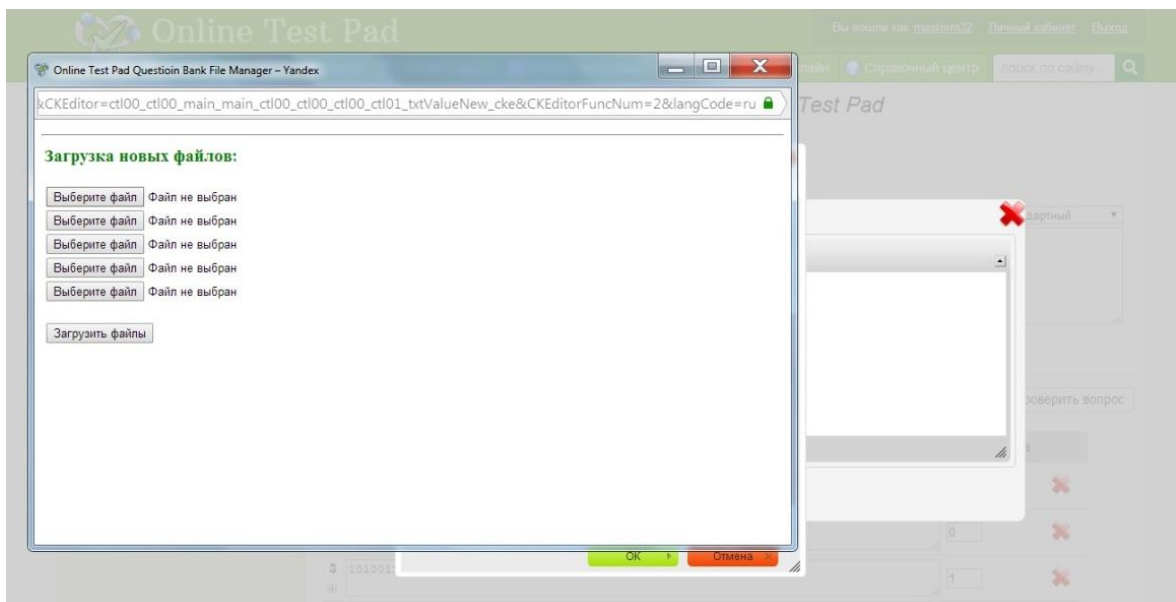 Online Test Pad
Вы вошли как masterm32 Личный кабинет Выход
Online Test Pad Questioin Bank File Manager – Yandex
Справочный центр
поиск по сайту...
kCKEditor=ctl00_ctl00_main_main_ctl00_ctl00_ctl00_ctl01_txtValueNew_cke&CKEditorFuncNum=2&langCode=ru
Test Pad
Загрузка новых файлов:
Выберите файл Файл не выбран
Выберите файл Файл не выбран
Выберите файл Файл не выбран
Выберите файл Файл не выбран
Выберите файл Файл не выбран
Загрузить файлы
дартный
роверить вопрос
0
OK Отмена
3
1